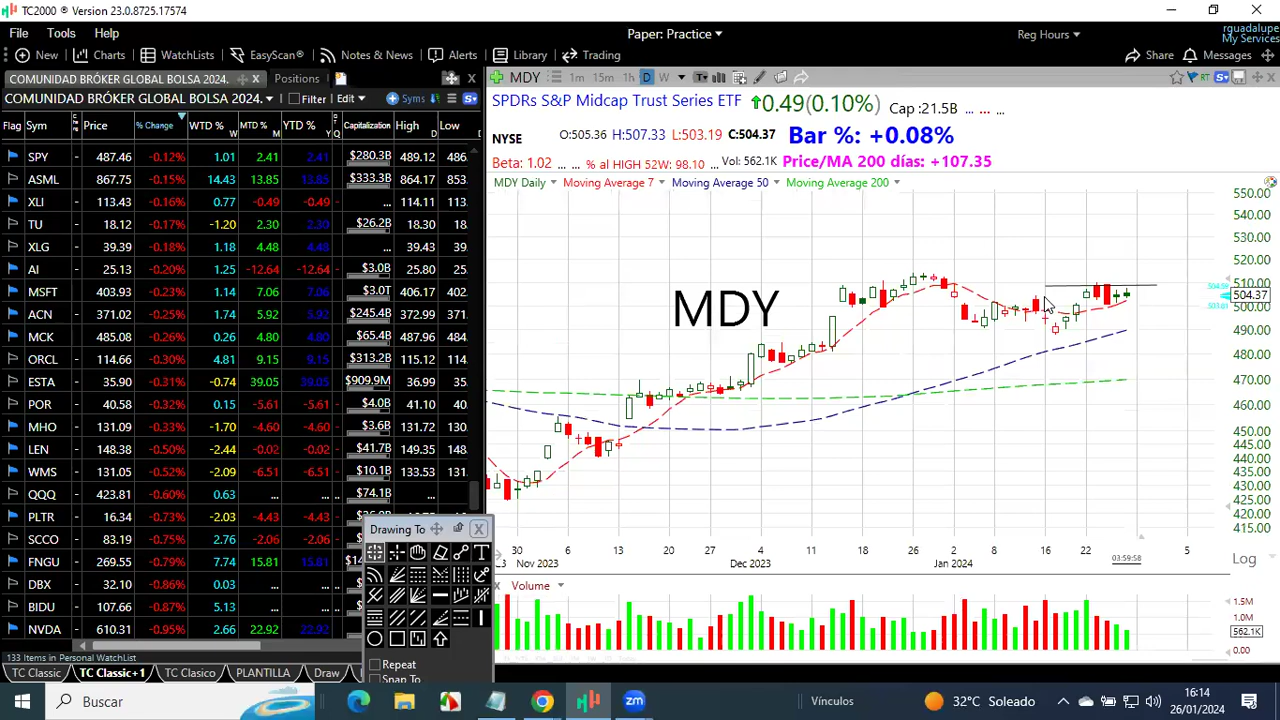 TC2000 ® Version 23.0.8725.17574
File Tools Help Paper: Practice Reg Hours rguadalupe
My Services
New Charts WatchLists EasyScan® Notes & News Alerts Library Trading Share Messages
COMUNIDAD BRÓKER GLOBAL BOLSA 2024. Positions
COMUNIDAD BRÓKER GLOBAL BOLSA 2024. Filter Edit Syms
Flag Sym Price % Change WTD % W MTD % M YTD % Y Capitalization High D Low D
SPY - 487.46 -0.12% 1.01 2.41 2.41 $280.3B 489.12 486.
ASML - 867.75 -0.15% 14.43 13.85 13.85 $333.3B 864.17 853.
XLI - 113.43 -0.16% 0.77 -0.49 -0.49 ... 114.11 113.
TU - 18.12 -0.17% -1.20 2.30 2.30 $26.2B 18.30 18.
XLG - 39.39 -0.19% 1.18 4.48 4.48 ... 39.43 39.
AI - 25.13 -0.20% 1.25 -12.64 -12.64 $3.0B 25.80 25.
MSFT - 403.93 -0.23% 1.14 7.06 7.06 $3.0T 406.17 402.
ACN - 372.99 -0.25% 1.74 5.92 5.92 $245.4B 377.01 372.
MCK - 485.08 -0.27% 0.26 4.80 4.80 $65.4B 487.96 484.
ORCL - 114.66 -0.30% 4.81 9.15 9.15 $313.2B 115.12 113.
ESTA - 35.90 -0.31% -0.74 39.05 39.05 $909.9M 36.99 35.
POR - 40.58 -0.32% 0.15 -5.61 -5.61 $4.0B 41.10 40.
MHO - 131.09 -0.33% -1.70 -4.60 -4.60 $3.6B 131.72 130.
LEN - 148.38 -0.50% -2.44 -0.02 -0.02 $41.7B 149.35 148.
WMS - 131.05 -0.52% -2.09 -6.51 -6.51 $10.1B 133.53 131.
QQQ - 423.81 -0.60% 0.63 ... ... $74.1B ... ...
PLTR - 16.34 -0.73% -2.03 -4.43 -4.43
SCCO - 83.19 -0.75% 2.76 -2.06 -2.06
FNGU - 269.55 -0.79% 7.74 15.81 15.81
DBX - 32.10 -0.86% 0.03 ... ...
BIDU - 107.66 -0.87% 5.13 ... ...
NVDA - 610.31 -0.95% 2.66 22.92 22.92
133 Items in Personal WatchList
TC Classic TC Classic+1 TC Clasico PLANTILLA Draw
Drawing To
Repeat
Snap To
MDY 1m 15m 1h D W
SPDRs S&P Midcap Trust Series ETF 0.49(0.10%) Cap :21.5B ... ...
NYSE O:505.36 H:507.33 L:503.19 C:504.37 Bar %: +0.08%
Beta: 1.02 ... ... % al HIGH 52W: 98.10 ... Vol: 562.1K Price/MA 200 días: +107.35
MDY Daily Moving Average 7 Moving Average 50 Moving Average 200
MDY
550.00
540.00
530.00
520.00
510.00
504.37
500.00
490.00
480.00
470.00
460.00
450.00
445.00
440.00
435.00
430.00
425.00
420.00
415.00
30 6 13 20 27 4 11 18 26 2 8 16 22 5
Nov 2023 Dec 2023 Jan 2024 03:59:58 Log
Volume
1.5M
1.0M
562.1K
0.00
Buscar Vínculos 32°C Soleado 16:14
26/01/2024